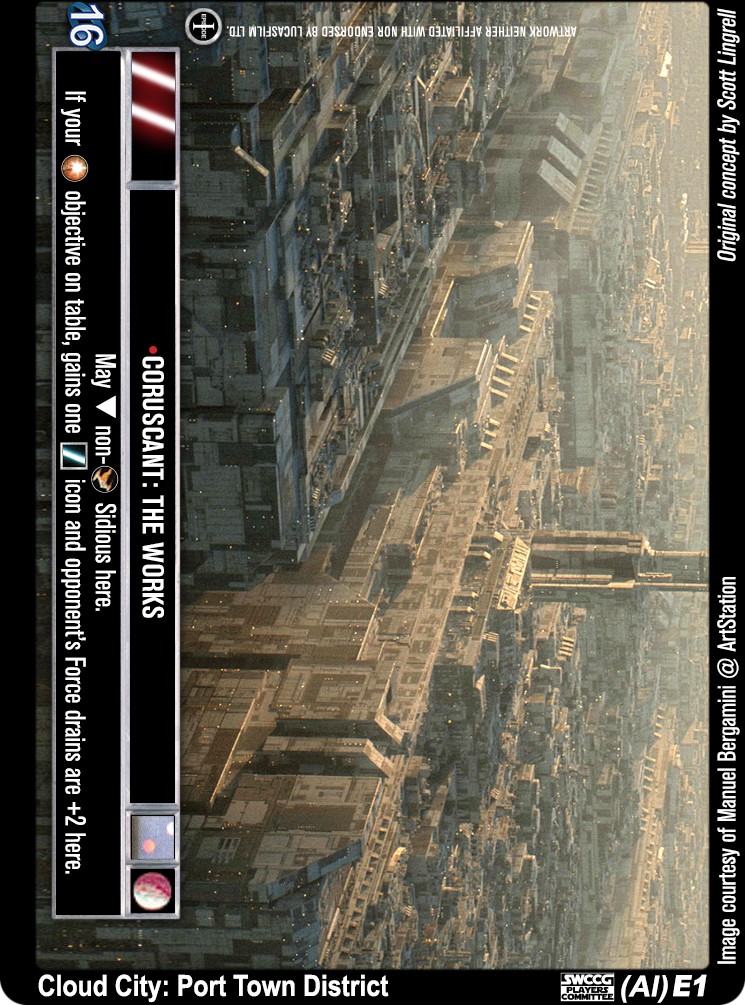 16
EPISODE I
ARTWORK NEITHER AFFILIATED WITH NOR ENDORSED BY LUCASFILM LTD.
Original concept by Scott Lingrell
Image courtesy of Manuel Bergamini @ ArtStation
•CORUSCANT: THE WORKS
May non- Sidious here.
If your objective on table, gains one icon and opponent's Force drains are +2 here.
Cloud City: Port Town District
SWCCG
PLAYERS
COMMITTEE
(AI) E1